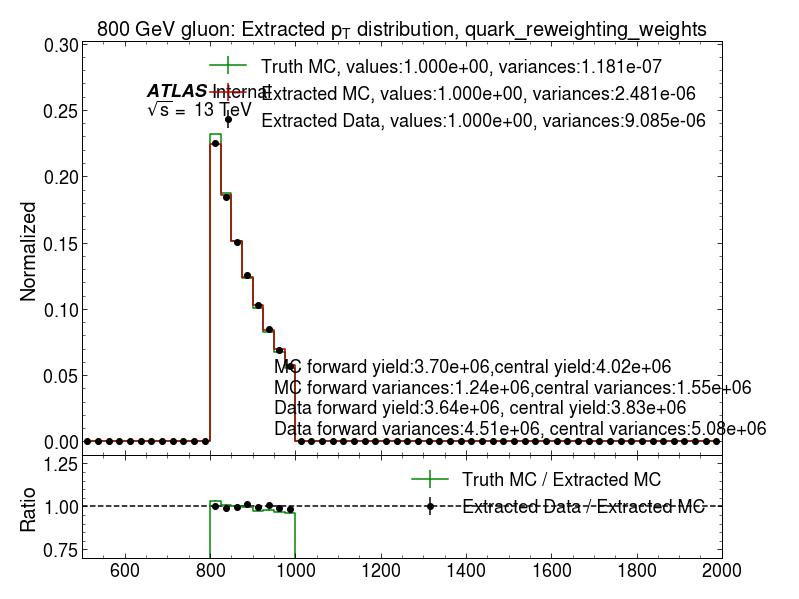 800 GeV gluon: Extracted pT distribution, quark_reweighting_weights
0.30
0.25
0.20
0.15
0.10
0.05
0.00
Normalized
Truth MC, values:1.000e+00, variances:1.181e-07
Extracted MC, values:1.000e+00, variances:2.481e-06
Extracted Data, values:1.000e+00, variances:9.085e-06
ATLAS Internal
√s = 13 TeV
MC forward yield:3.70e+06,central yield:4.02e+06
MC forward variances:1.24e+06,central variances:1.55e+06
Data forward yield:3.64e+06, central yield:3.83e+06
Data forward variances:4.51e+06, central variances:5.08e+06
1.25
1.00
0.75
Ratio
Truth MC / Extracted MC
Extracted Data / Extracted MC
600 800 1000 1200 1400 1600 1800 2000